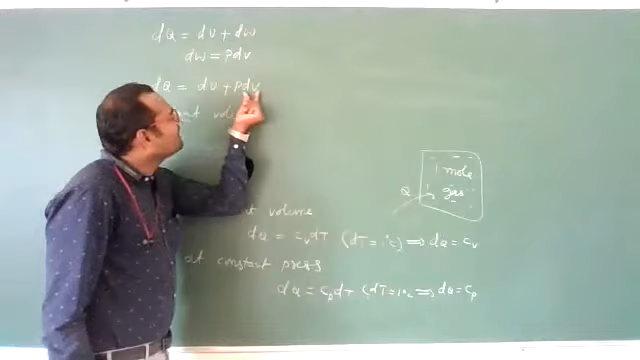 dQ = dU + dW
dW = PdV
dQ = dU + PdV
1 mole
Q
gas
volume
dQ = CvdT (dT = 1°C) ⟹ dQ = Cv
at constant press
dQ = CpdT (dT = 1°C ⟹ dQ = Cp